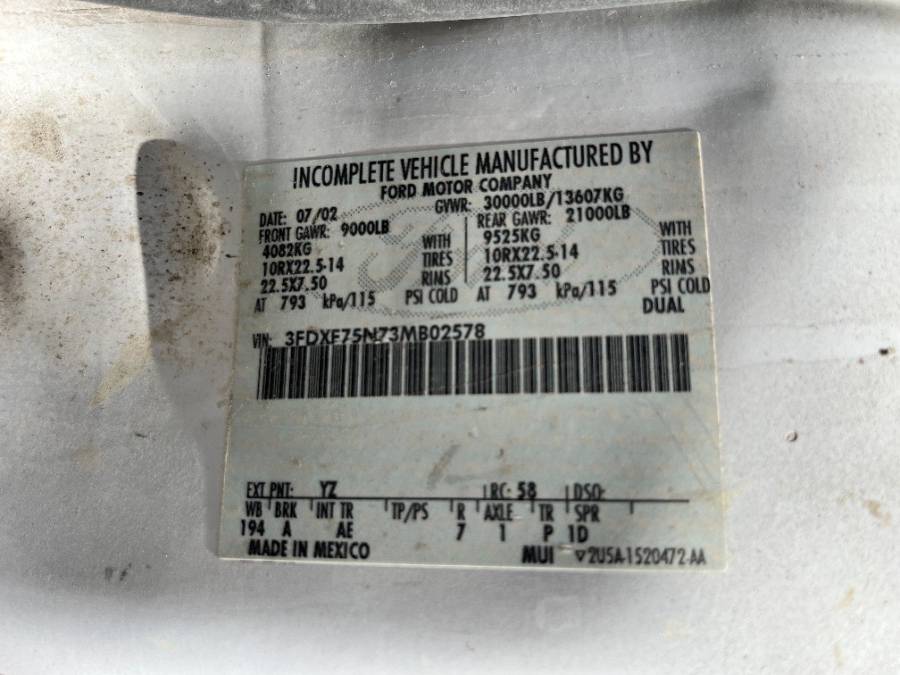 INCOMPLETE VEHICLE MANUFACTURED BY
FORD MOTOR COMPANY
DATE: 07/02 GVWR: 30000LB/13607KG
FRONT GAWR: 9000LB REAR GAWR: 21000LB
4082KG WITH 9525KG WITH
10RX22.5-14 TIRES 10RX22.5-14 TIRES
22.5X7.50 RIMS 22.5X7.50 RIMS
AT 793 kPa/115 PSI COLD AT 793 kPa/115 PSI COLD
DUAL
VIN: 3FDXF75N73MB02578
EXT PNT: YZ RC: 58 DSO:
WB BRK INT TR TP/PS R AXLE TR SPR
194 A AE 7 1 P 1D
MADE IN MEXICO MUI ▽2U5A-1520472-AA